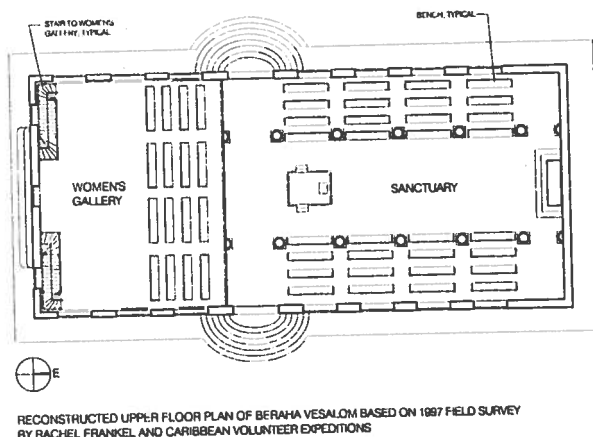 STAIR TO WOMEN'S
GALLERY, TYPICAL
BENCH, TYPICAL
WOMEN'S
GALLERY
SANCTUARY
E
RECONSTRUCTED UPPER FLOOR PLAN OF BERAHA VESALOM BASED ON 1997 FIELD SURVEY
BY RACHEL FRANKEL AND CARIBBEAN VOLUNTEER EXPEDITIONS